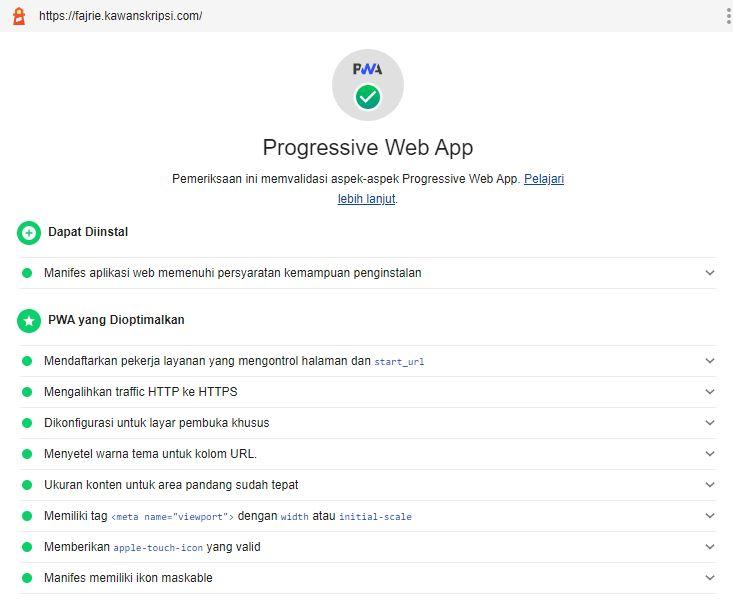 https://fajrie.kawanskripsi.com/
PWA
Progressive Web App
Pemeriksaan ini memvalidasi aspek-aspek Progressive Web App. Pelajari
lebih lanjut.
Dapat Diinstal
Manifes aplikasi web memenuhi persyaratan kemampuan penginstalan
PWA yang Dioptimalkan
Mendaftarkan pekerja layanan yang mengontrol halaman dan start_url
Mengalihkan traffic HTTP ke HTTPS
Dikonfigurasi untuk layar pembuka khusus
Menyetel warna tema untuk kolom URL.
Ukuran konten untuk area pandang sudah tepat
Memiliki tag <meta name="viewport"> dengan width atau initial-scale
Memberikan apple-touch-icon yang valid
Manifes memiliki ikon maskable